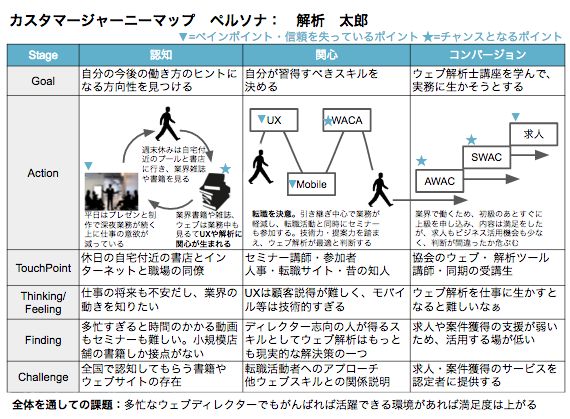 カスタマージャーニーマップ　ペルソナ：　解析　太郎
▼=ペインポイント・信頼を失っているポイント ★=チャンスとなるポイント
Stage 認知 関心 コンバージョン
Goal
自分の今後の働き方のヒントに
なる方向性を見つける
自分が習得すべきスキルを
決める
ウェブ解析士講座を学んで、
実務に生かそうとする
Action
週末休みは自宅付
近のプールと書店
に行き、業界雑誌
や書籍を見る
平日はプレゼンと制
作で深夜業務が続く
上に仕事の意欲が
減っている
業界書籍や雑誌、
ウェブは業務中も見
るてUXや解析に
関心が生まれる
UX
WACA
Mobile
転職を決意。引き継ぎ中心で業務が
軽減し、転職活動と同時にセミナー
も参加する。技術力・提案力を踏ま
え、ウェブ解析が最適と判断する
求人
SWAC
AWAC
業界で働くため、初級のあとすぐに
上級を申し込み、内容は満足をした
が、求人もビジネス活用機会も少
なく、判断が間違ったか危ぶむ
TouchPoint
休日の自宅付近の書店とイン
ターネットと職場の同僚
セミナー講師・参加者
人事・転職サイト・昔の知人
協会のウェブ・ 解析ツール
講師・同期の受講生
Thinking/
Feeling
仕事の将来も不安だし、業界の
動きを知りたい
UXは顧客説得が難しく、モバイ
ル等は技術的すぎる
ウェブ解析を仕事に生かすと
なると難しいなぁ
Finding
多忙すぎると時間のかかる動画
もセミナーも難しい。小規模店
舗の書籍しか接点がない
ディレクター志向の人が得るス
キルとしてウェブ解析はもっと
も現実的な解決策の一つ
求人や案件獲得の支援が弱い
ため、活用する場が低い
Challenge
全国で認知してもらう書籍や
ウェブサイトの存在
転職活動者へのアプローチ
他ウェブスキルとの関係説明
求人・案件獲得のサービスを
認定者に提供する
全体を通しての課題：多忙なウェブディレクターでもがんばれば活躍できる環境があれば満足度は上がる